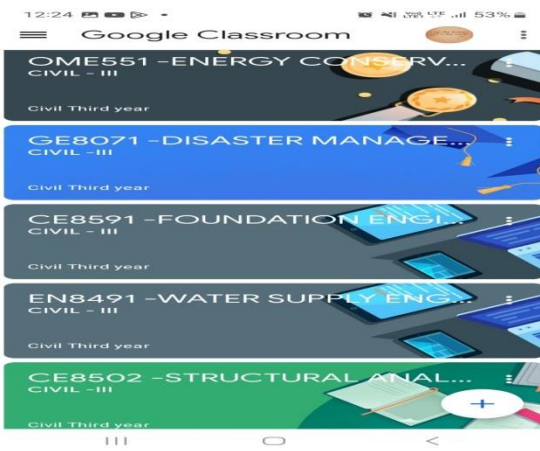 12:24
53%
Google Classroom
OME551 -ENERGY CONSERV...
CIVIL - III
Civil Third year
GE8071 -DISASTER MANAGE...
CIVIL -III
Civil Third year
CE8591 -FOUNDATION ENGI...
CIVIL - III
Civil Third year
EN8491 -WATER SUPPLY ENG...
CIVIL - III
Civil Third year
CE8502 -STRUCTURAL ANAL...
CIVIL -III
Civil Third year